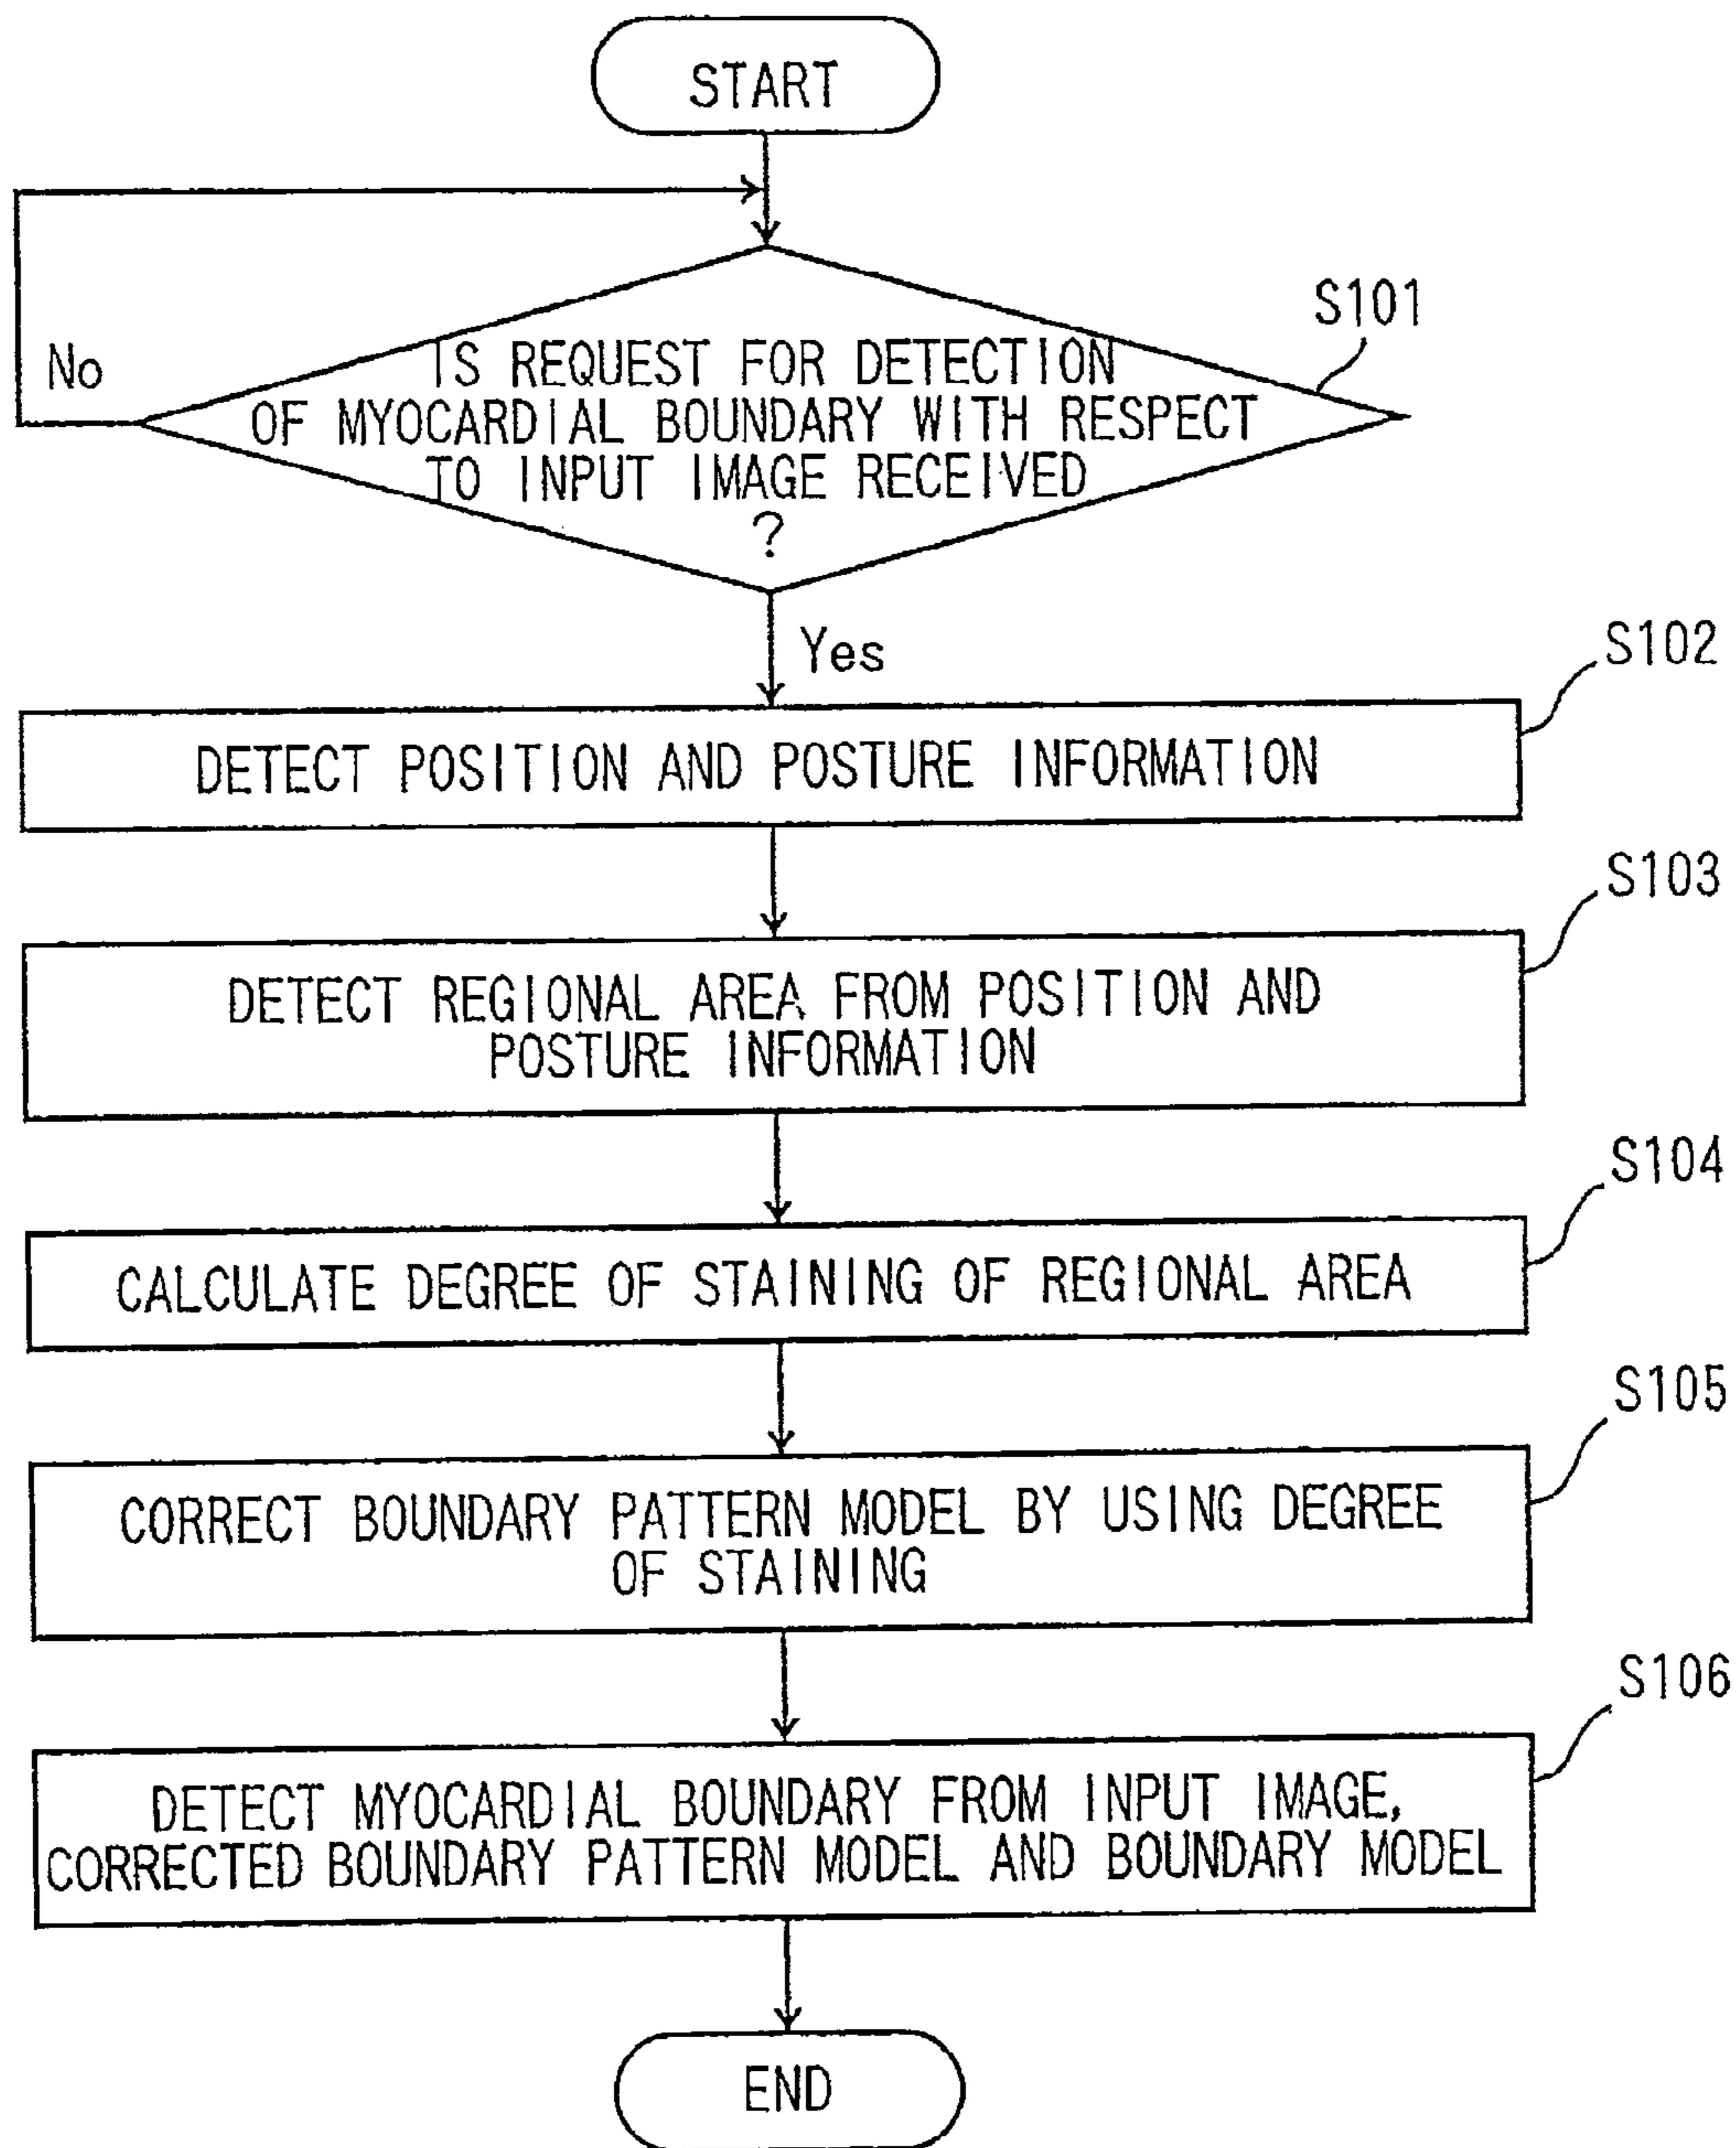 START
S101
No
IS REQUEST FOR DETECTION
OF MYOCARDIAL BOUNDARY WITH RESPECT
TO INPUT IMAGE RECEIVED
?
Yes
S102
DETECT POSITION AND POSTURE INFORMATION
S103
DETECT REGIONAL AREA FROM POSITION AND
POSTURE INFORMATION
S104
CALCULATE DEGREE OF STAINING OF REGIONAL AREA
S105
CORRECT BOUNDARY PATTERN MODEL BY USING DEGREE
OF STAINING
S106
DETECT MYOCARDIAL BOUNDARY FROM INPUT IMAGE,
CORRECTED BOUNDARY PATTERN MODEL AND BOUNDARY MODEL
END